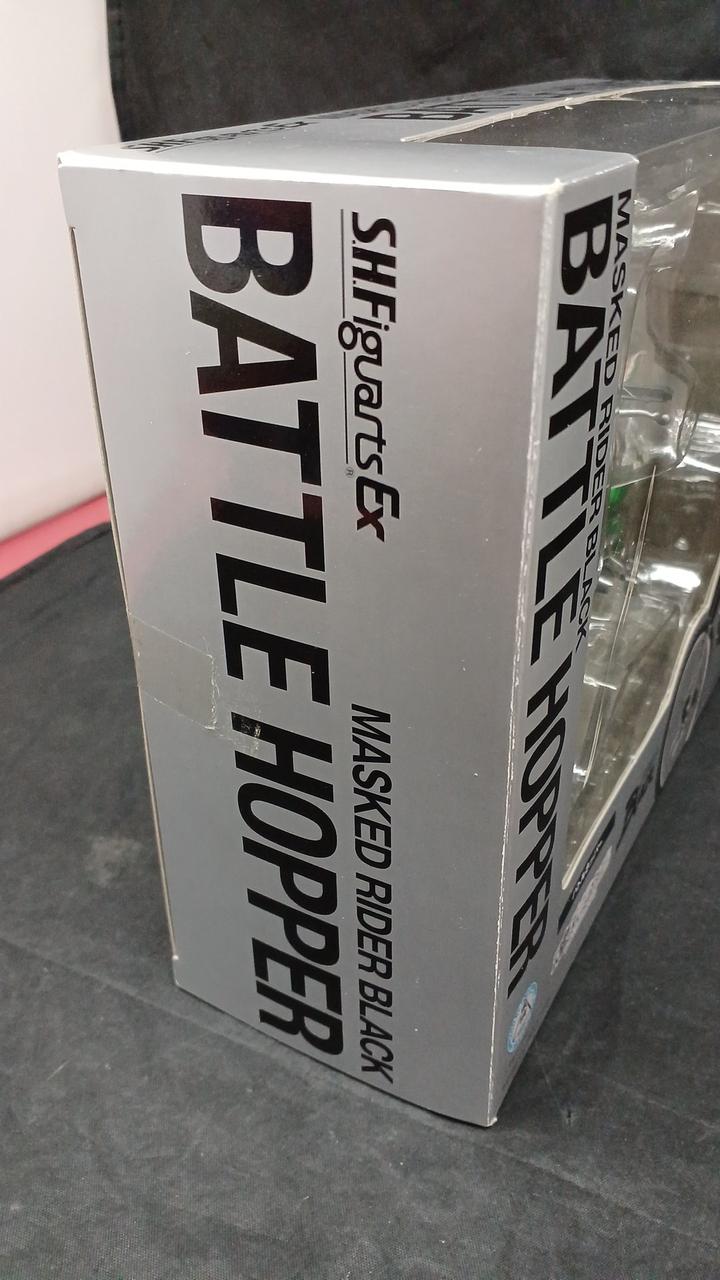 S.H.Figuarts Ex
®
MASKED RIDER BLACK
BATTLE HOPPER
MASKED RIDER BLACK
BATTLE HOPPER